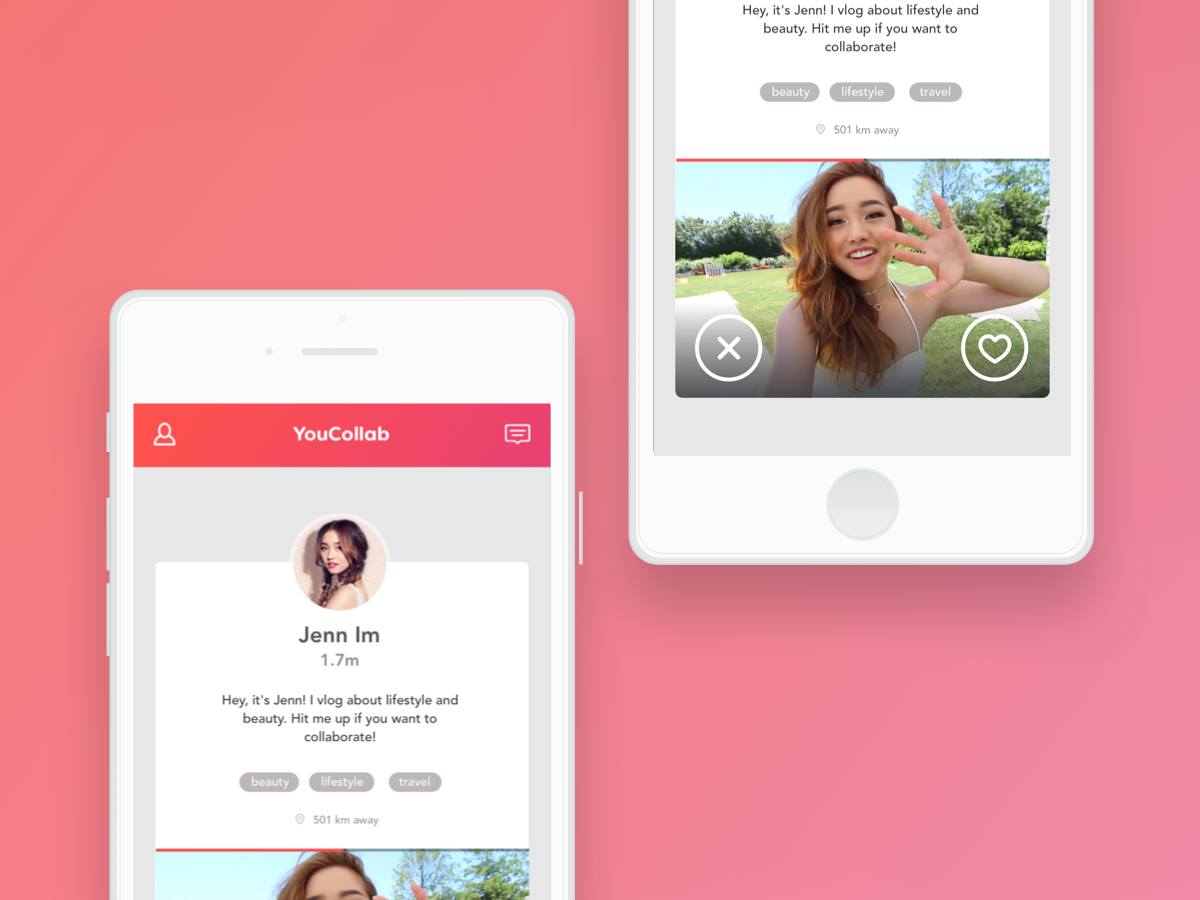 Hey, it's Jenn! I vlog about lifestyle and
beauty. Hit me up if you want to
collaborate!
beauty lifestyle travel
501 km away
YouCollab
Jenn Im
1.7m
Hey, it's Jenn! I vlog about lifestyle and
beauty. Hit me up if you want to
collaborate!
beauty lifestyle travel
501 km away